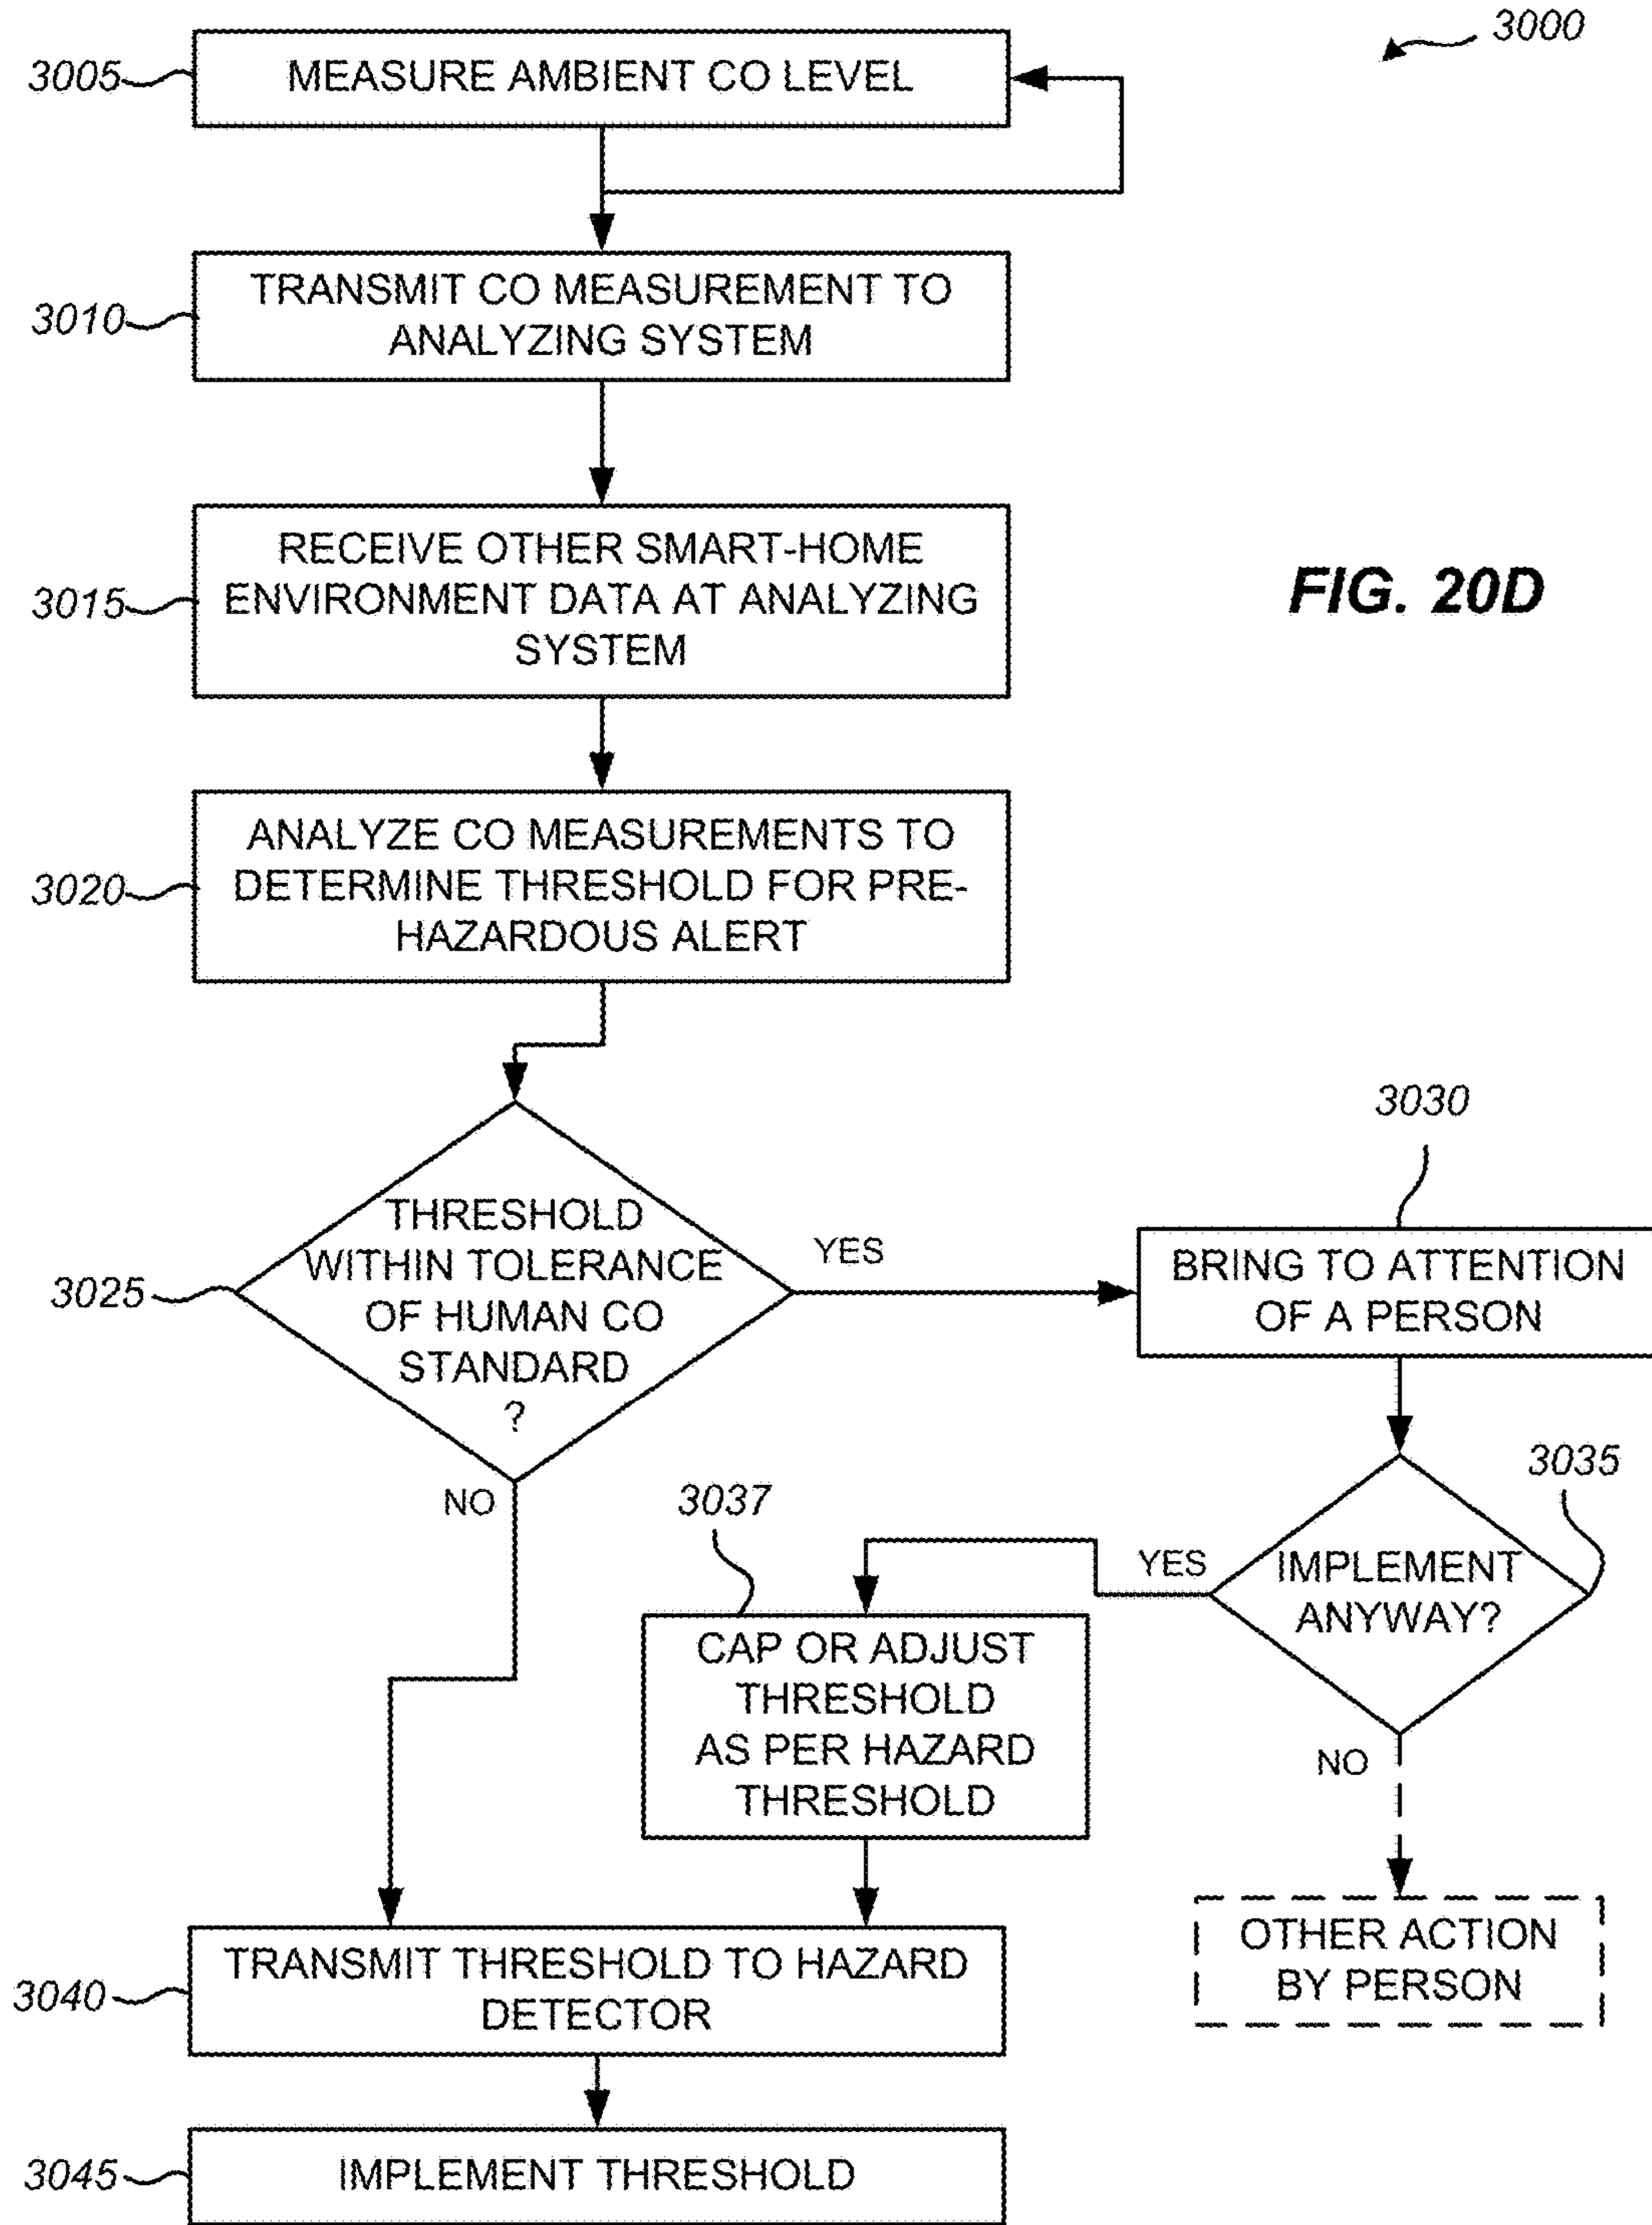 3000
3005
MEASURE AMBIENT CO LEVEL
3010
TRANSMIT CO MEASUREMENT TO
ANALYZING SYSTEM
3015
RECEIVE OTHER SMART-HOME
ENVIRONMENT DATA AT ANALYZING
SYSTEM
FIG. 20D
3020
ANALYZE CO MEASUREMENTS TO
DETERMINE THRESHOLD FOR PRE-
HAZARDOUS ALERT
3025
THRESHOLD
WITHIN TOLERANCE
OF HUMAN CO
STANDARD
?
YES
NO
3030
BRING TO ATTENTION
OF A PERSON
3035
IMPLEMENT
ANYWAY?
YES
NO
3037
CAP OR ADJUST
THRESHOLD
AS PER HAZARD
THRESHOLD
OTHER ACTION
BY PERSON
3040
TRANSMIT THRESHOLD TO HAZARD
DETECTOR
3045
IMPLEMENT THRESHOLD